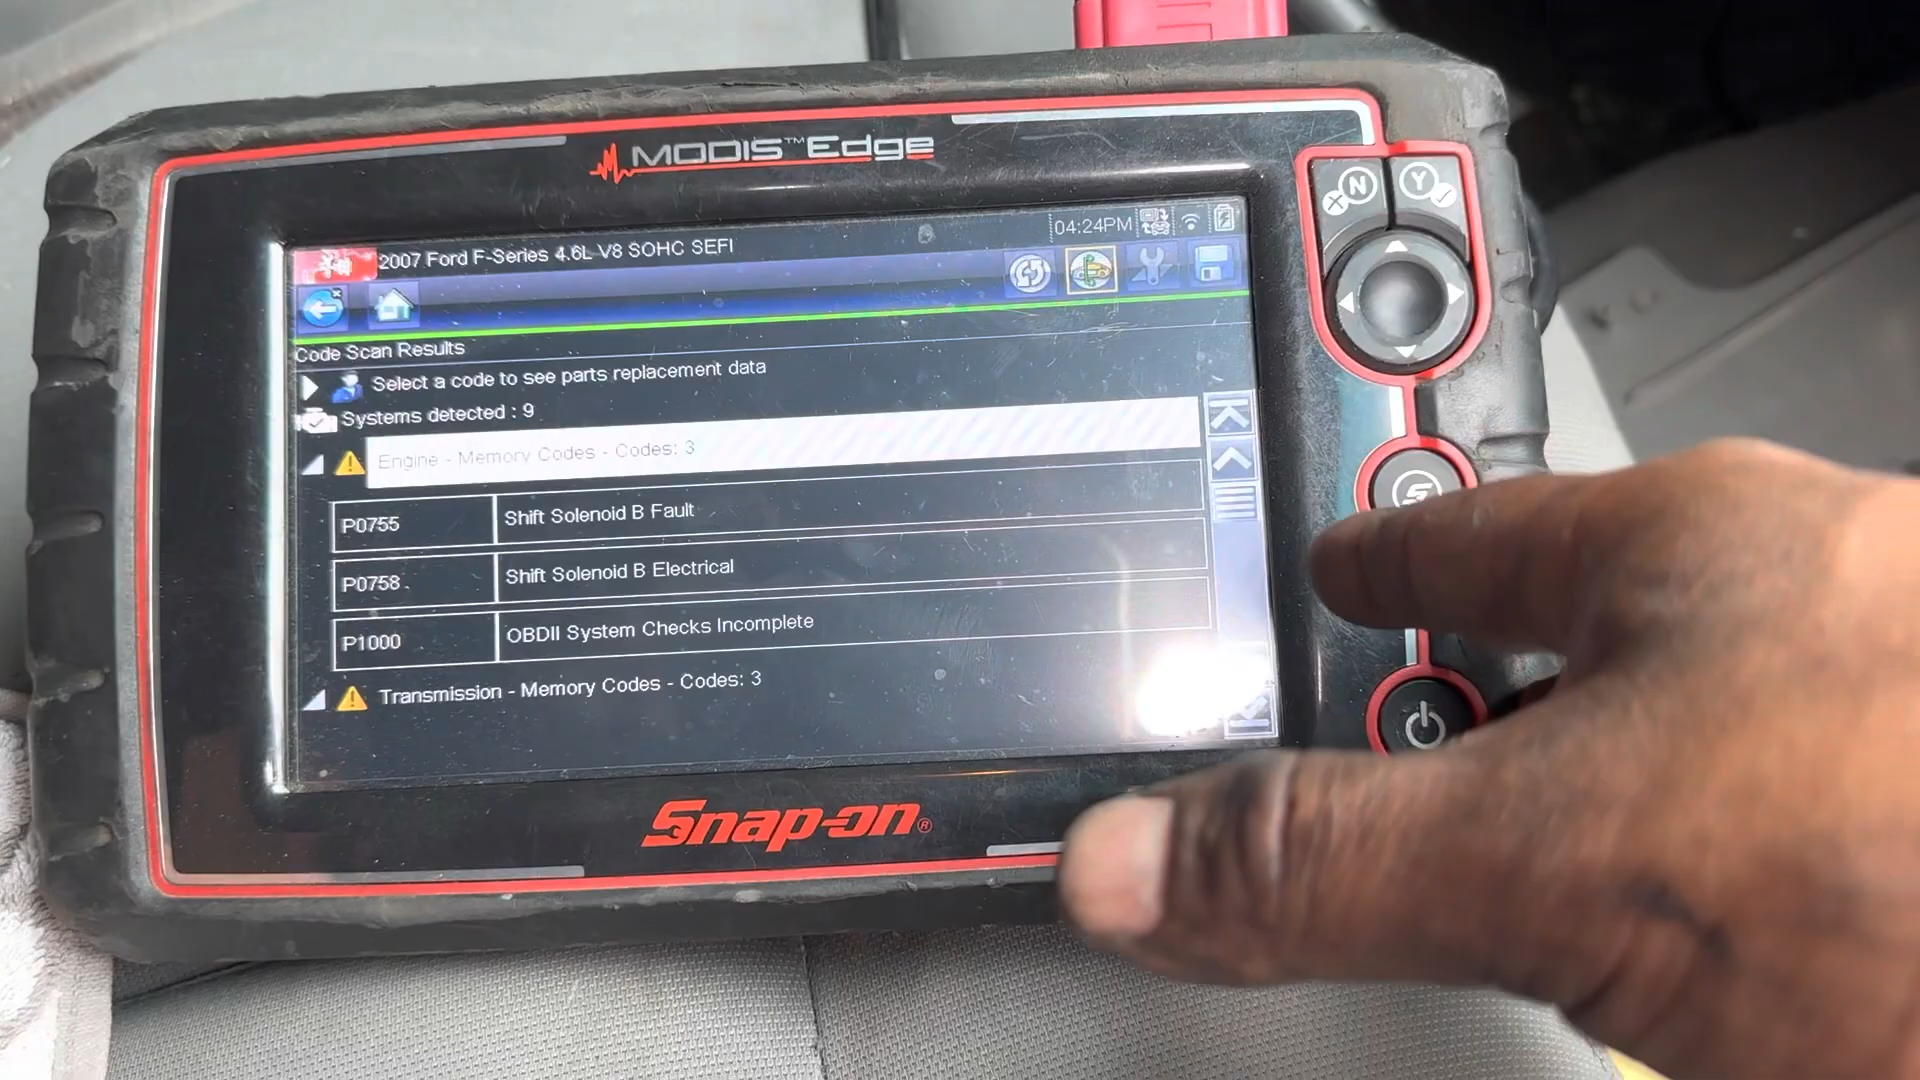 MODIS™ Edge
N Y
04:24PM
2007 Ford F-Series 4.6L V8 SOHC SEFI
Code Scan Results
Select a code to see parts replacement data
Systems detected : 9
Engine - Memory Codes - Codes: 3
P0755 Shift Solenoid B Fault
P0758 Shift Solenoid B Electrical
P1000 OBDII System Checks Incomplete
Transmission - Memory Codes - Codes: 3
Snap-on®